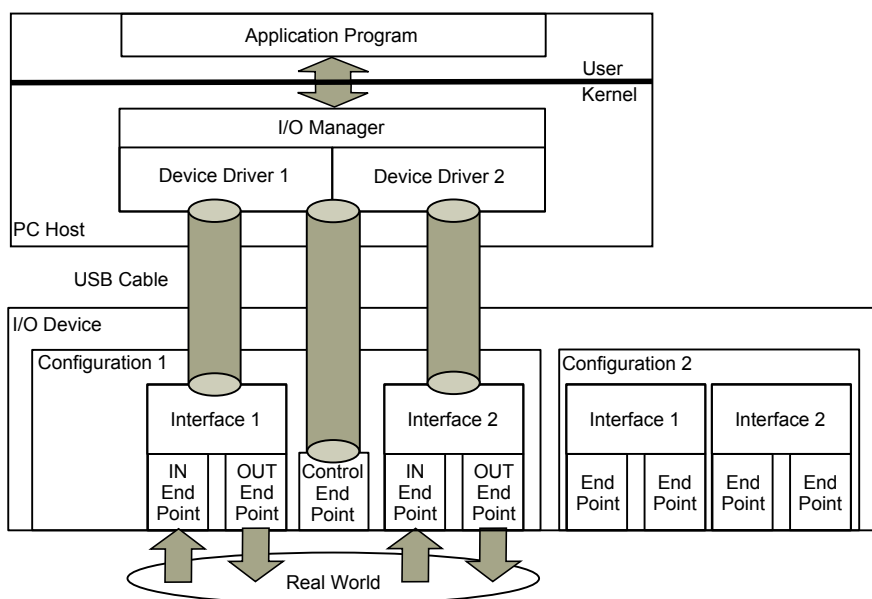 Application Program
User
Kernel
I/O Manager
Device Driver 1
Device Driver 2
PC Host
USB Cable
I/O Device
Configuration 1
Configuration 2
Interface 1
Interface 2
Interface 1
Interface 2
IN
End
Point
OUT
End
Point
Control
End
Point
IN
End
Point
OUT
End
Point
End
Point
End
Point
End
Point
End
Point
Real World